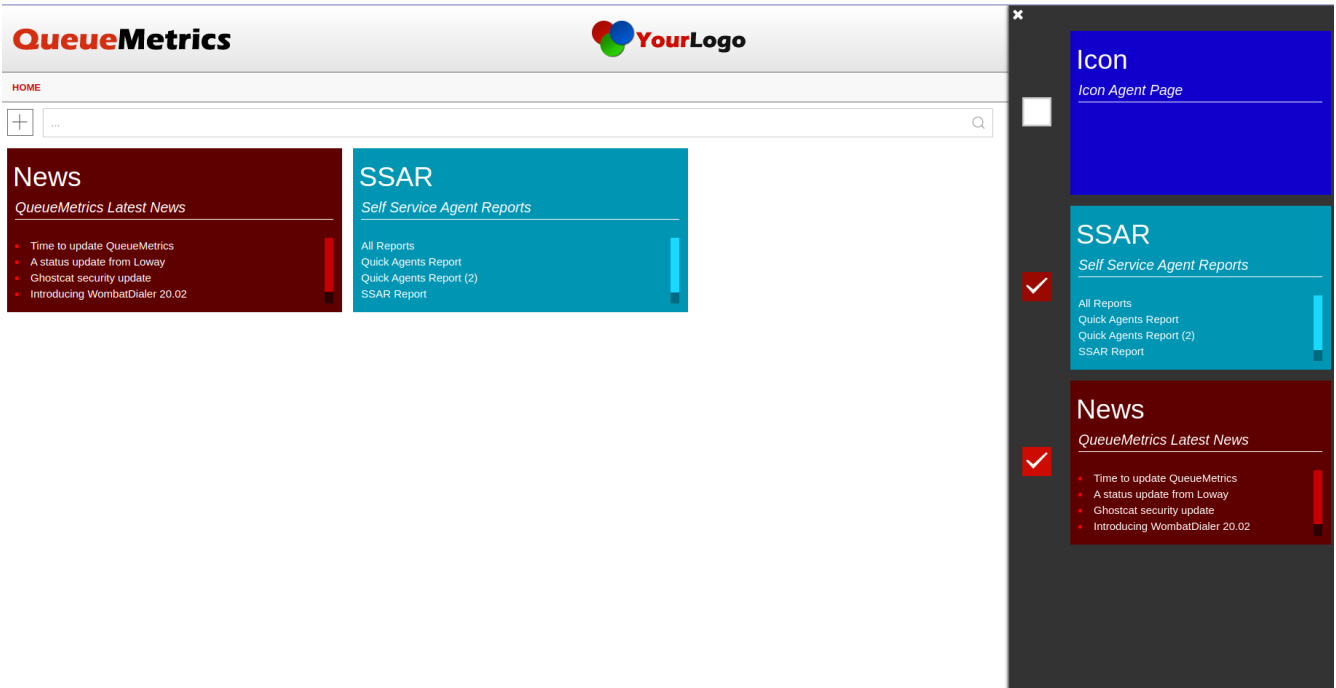 QueueMetrics
YourLogo
HOME
...
News
QueueMetrics Latest News
Time to update QueueMetrics
A status update from Loway
Ghostcat security update
Introducing WombatDialer 20.02
SSAR
Self Service Agent Reports
All Reports
Quick Agents Report
Quick Agents Report (2)
SSAR Report
Icon
Icon Agent Page
SSAR
Self Service Agent Reports
All Reports
Quick Agents Report
Quick Agents Report (2)
SSAR Report
News
QueueMetrics Latest News
Time to update QueueMetrics
A status update from Loway
Ghostcat security update
Introducing WombatDialer 20.02